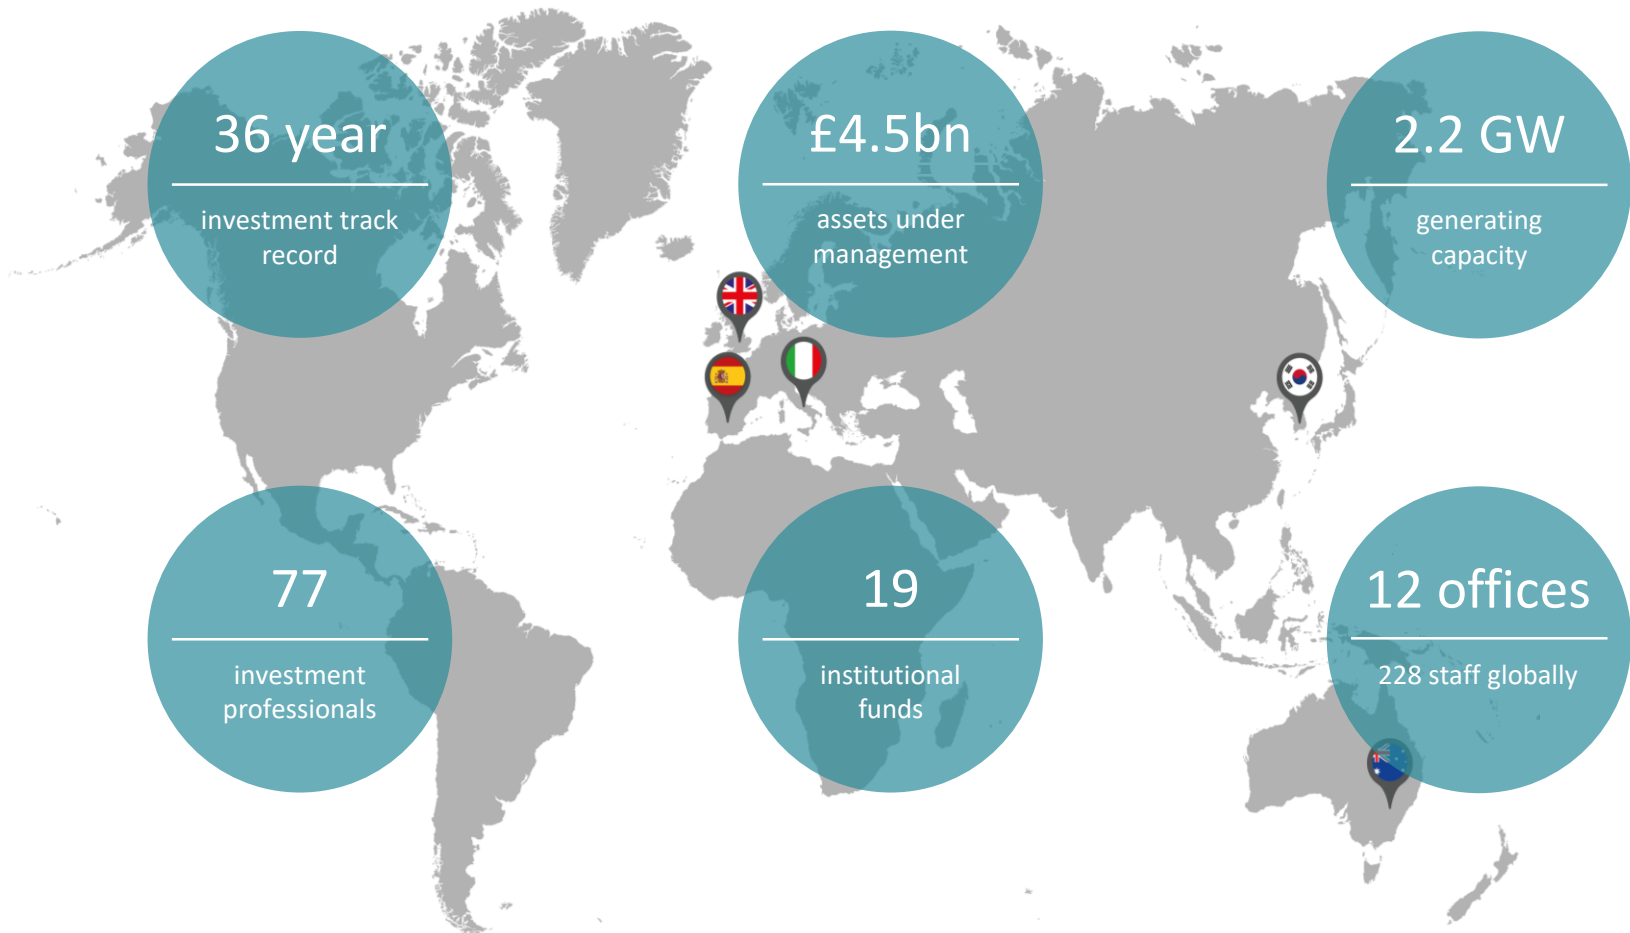 36 year
investment track
record
£4.5bn
assets under
management
2.2 GW
generating
capacity
77
investment
professionals
19
institutional
funds
12 offices
228 staff globally